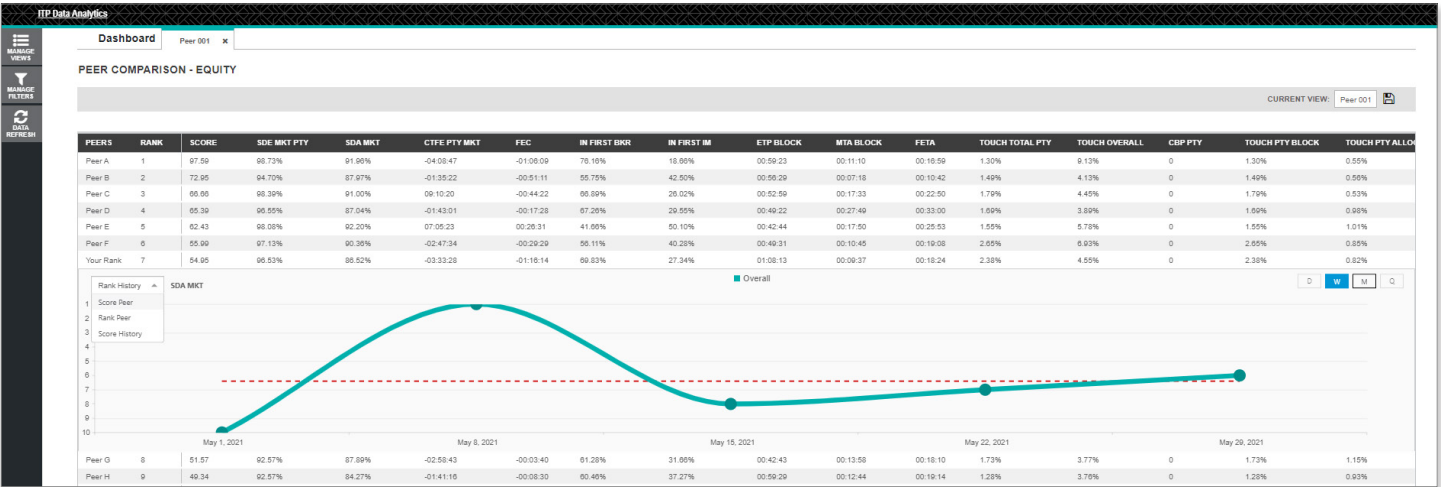 ITP Data Analytics
MANAGE VIEWS
MANAGE FILTERS
DATA REFRESH
Dashboard Peer 001 ×
PEER COMPARISON - EQUITY
CURRENT VIEW: Peer 001
PEERS RANK SCORE SDE MKT PTY SDA MKT CTFE PTY MKT FEC IN FIRST BKR IN FIRST IM ETP BLOCK MTA BLOCK FETA TOUCH TOTAL PTY TOUCH OVERALL CBP PTY TOUCH PTY BLOCK TOUCH PTY ALLO
Peer A 1 97.59 98.73% 91.96% -04:08:47 -01:06:09 76.16% 18.66% 00:59:23 00:11:10 00:16:59 1.30% 9.13% 0 1.30% 0.55%
Peer B 2 72.95 94.70% 87.97% -01:35:22 -00:51:11 55.75% 42.50% 00:56:29 00:07:18 00:10:42 1.49% 4.13% 0 1.49% 0.56%
Peer C 3 66.66 98.39% 91.00% 09:10:20 -00:44:22 66.89% 26.02% 00:52:59 00:17:33 00:22:50 1.79% 4.45% 0 1.79% 0.53%
Peer D 4 65.39 96.55% 87.04% -01:43:01 -00:17:28 67.26% 29.55% 00:49:22 00:27:49 00:33:00 1.69% 3.89% 0 1.69% 0.98%
Peer E 5 62.43 98.08% 92.20% 07:05:23 00:26:31 41.66% 50.10% 00:42:44 00:17:50 00:25:53 1.55% 5.78% 0 1.55% 1.01%
Peer F 6 55.99 97.13% 90.36% -02:47:34 -00:29:29 56.11% 40.28% 00:49:31 00:10:45 00:19:08 2.65% 6.93% 0 2.65% 0.85%
Your Rank 7 54.95 96.53% 86.52% -03:33:28 -01:16:14 69.83% 27.34% 01:08:13 00:09:37 00:18:24 2.38% 4.55% 0 2.38% 0.82%
Rank History SDA MKT Overall D W M Q
Score Peer
Rank Peer
Score History
1
2
3
4
5
6
7
8
9
10
May 1, 2021 May 8, 2021 May 15, 2021 May 22, 2021 May 29, 2021
Peer G 8 51.57 92.57% 87.89% -02:58:43 -00:03:40 61.28% 31.66% 00:42:43 00:13:58 00:18:10 1.73% 3.77% 0 1.73% 1.15%
Peer H 9 49.34 92.57% 84.27% -01:41:16 -00:08:30 60.46% 37.27% 00:59:29 00:12:44 00:19:14 1.28% 3.76% 0 1.28% 0.93%